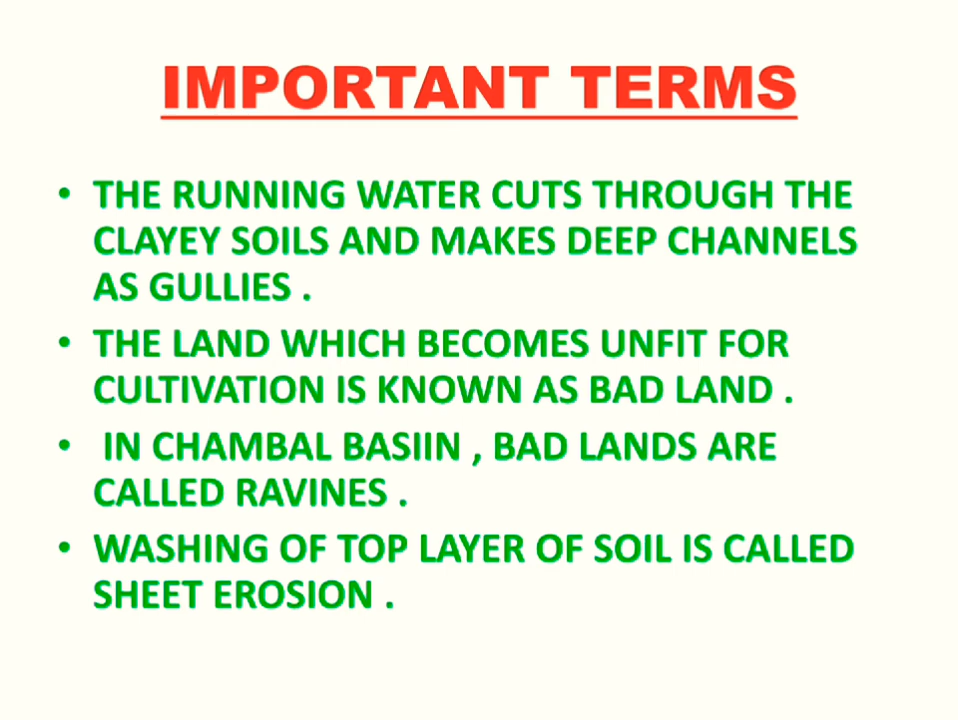 IMPORTANT TERMS
• THE RUNNING WATER CUTS THROUGH THE
CLAYEY SOILS AND MAKES DEEP CHANNELS
AS GULLIES .
• THE LAND WHICH BECOMES UNFIT FOR
CULTIVATION IS KNOWN AS BAD LAND .
• IN CHAMBAL BASIIN , BAD LANDS ARE
CALLED RAVINES .
• WASHING OF TOP LAYER OF SOIL IS CALLED
SHEET EROSION .